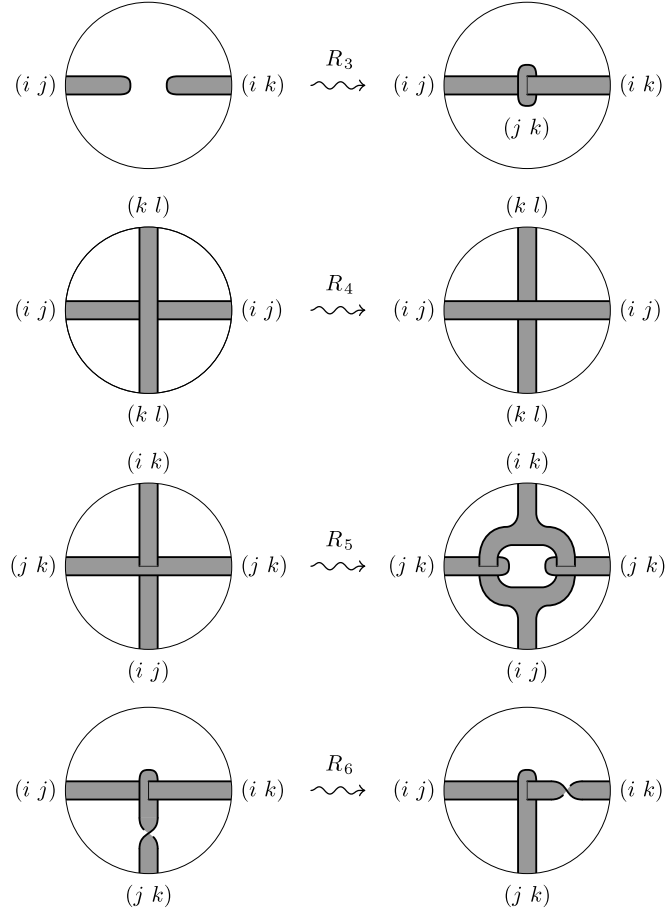 (i j) R₃ (i k) (i j) (i k)
(j k)
(k l) (k l)
(i j) (i j) R₄ (i j) (i j)
(k l) (k l)
(i k) (i k)
(j k) (j k) R₅ (j k) (j k)
(i j) (i j)
(i j) (i k) R₆ (i j) (i k)
(j k) (j k)